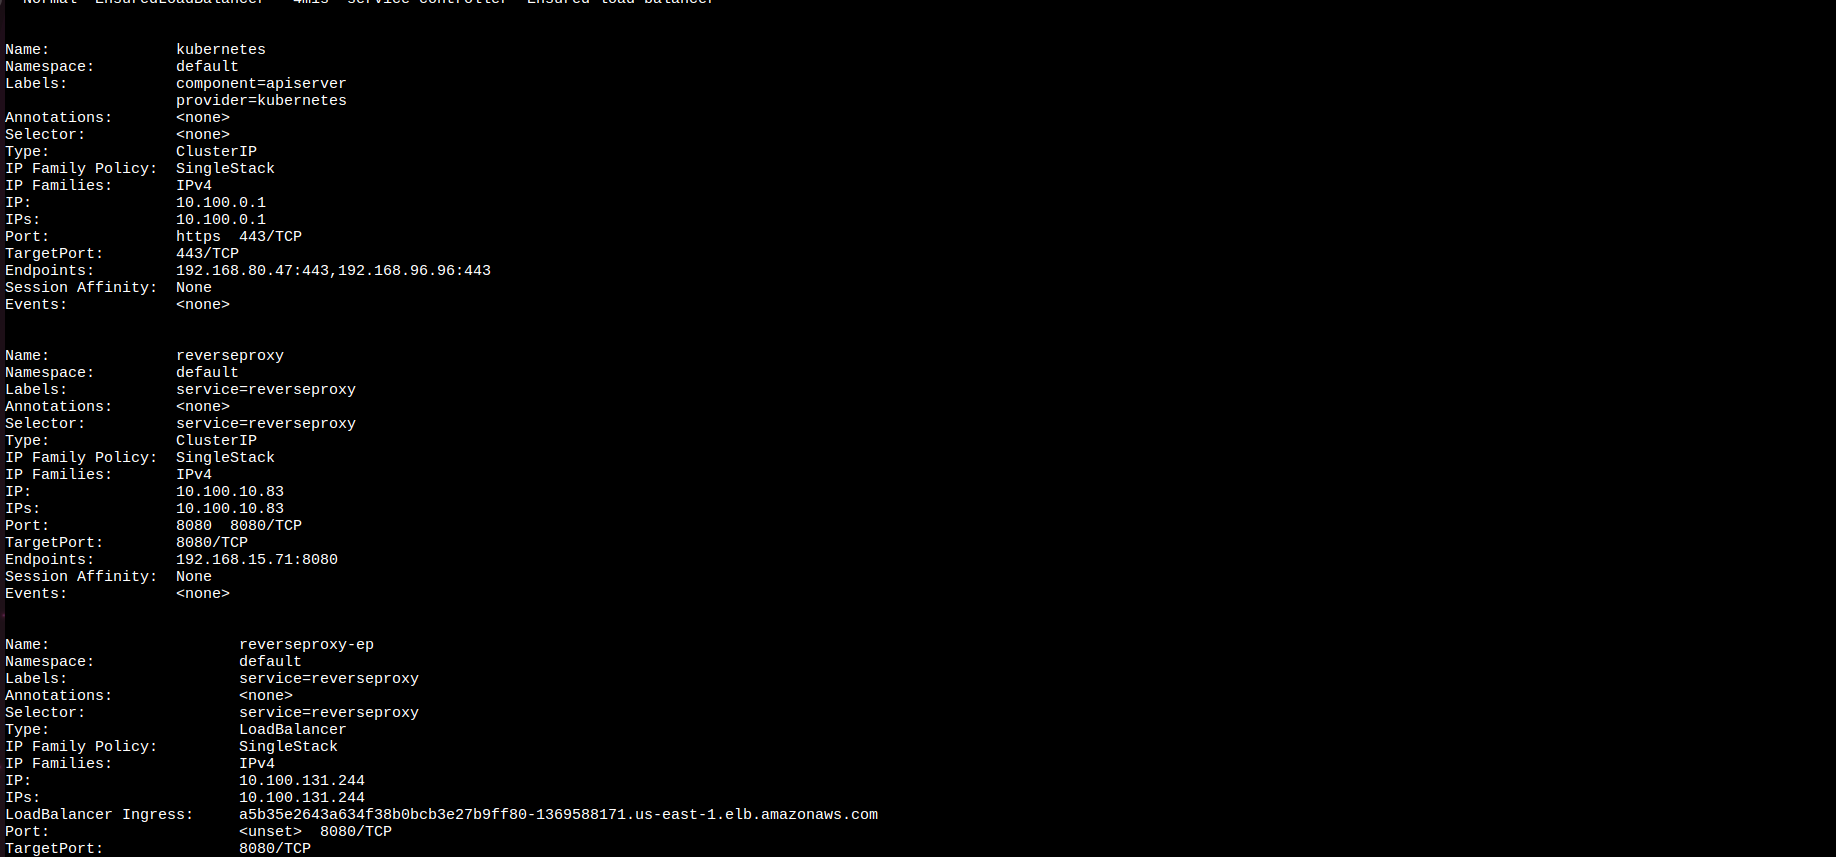 Normal  EnsuredLoadBalancer  service-controller  Ensured load balancer
Name:              kubernetes
Namespace:         default
Labels:            component=apiserver
                   provider=kubernetes
Annotations:       <none>
Selector:          <none>
Type:              ClusterIP
IP Family Policy:  SingleStack
IP Families:       IPv4
IP:                10.100.0.1
IPs:               10.100.0.1
Port:              https  443/TCP
TargetPort:        443/TCP
Endpoints:         192.168.80.47:443,192.168.96.96:443
Session Affinity:  None
Events:            <none>
Name:              reverseproxy
Namespace:         default
Labels:            service=reverseproxy
Annotations:       <none>
Selector:          service=reverseproxy
Type:              ClusterIP
IP Family Policy:  SingleStack
IP Families:       IPv4
IP:                10.100.10.83
IPs:               10.100.10.83
Port:              8080  8080/TCP
TargetPort:        8080/TCP
Endpoints:         192.168.15.71:8080
Session Affinity:  None
Events:            <none>
Name:                     reverseproxy-ep
Namespace:                default
Labels:                   service=reverseproxy
Annotations:              <none>
Selector:                 service=reverseproxy
Type:                     LoadBalancer
IP Family Policy:         SingleStack
IP Families:              IPv4
IP:                       10.100.131.244
IPs:                      10.100.131.244
LoadBalancer Ingress:     a5b35e2643a634f38b0bcb3e27b9ff80-1369588171.us-east-1.elb.amazonaws.com
Port:                     <unset>  8080/TCP
TargetPort:               8080/TCP